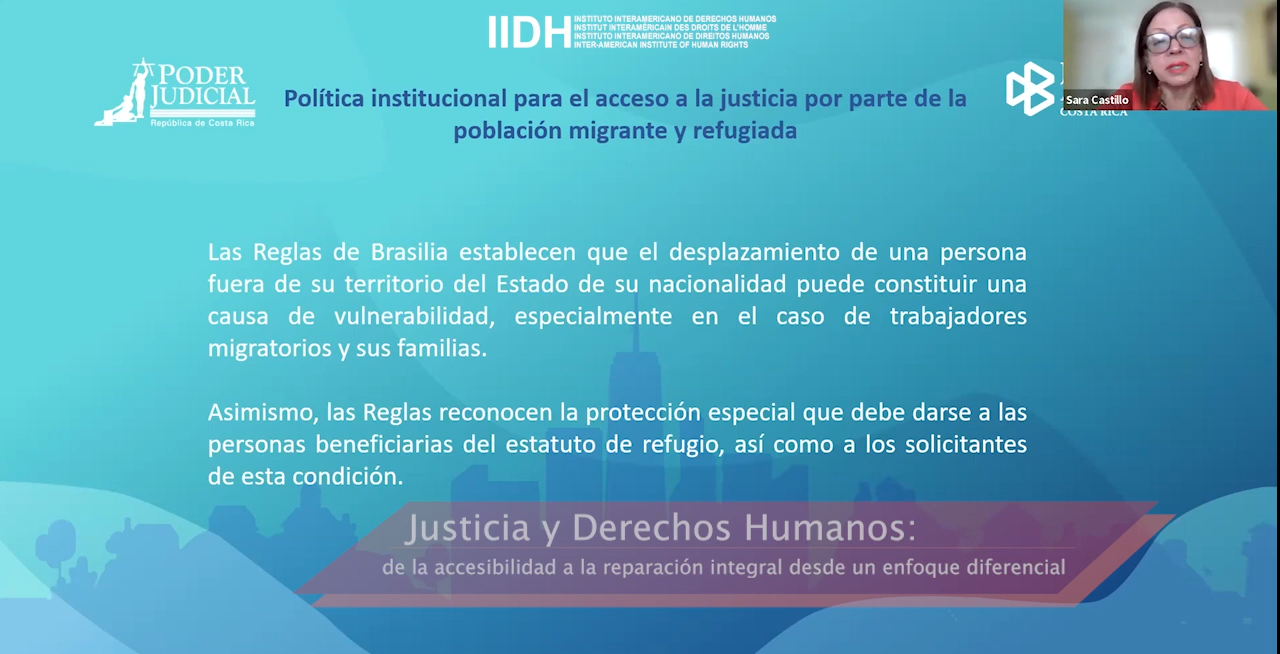 IIDH
INSTITUTO INTERAMERICANO DE DERECHOS HUMANOS
INSTITUT INTERAMÉRICAIN DES DROITS DE L'HOMME
INSTITUTO INTERAMERICANO DE DIREITOS HUMANOS
INTER-AMERICAN INSTITUTE OF HUMAN RIGHTS
PODER
JUDICIAL
República de Costa Rica
Política institucional para el acceso a la justicia por parte de la
población migrante y refugiada
Sara Castillo
COSTA RICA
Las Reglas de Brasilia establecen que el desplazamiento de una persona
fuera de su territorio del Estado de su nacionalidad puede constituir una
causa de vulnerabilidad, especialmente en el caso de trabajadores
migratorios y sus familias.
Asimismo, las Reglas reconocen la protección especial que debe darse a las
personas beneficiarias del estatuto de refugio, así como a los solicitantes
de esta condición.
Justicia y Derechos Humanos:
de la accesibilidad a la reparación integral desde un enfoque diferencial